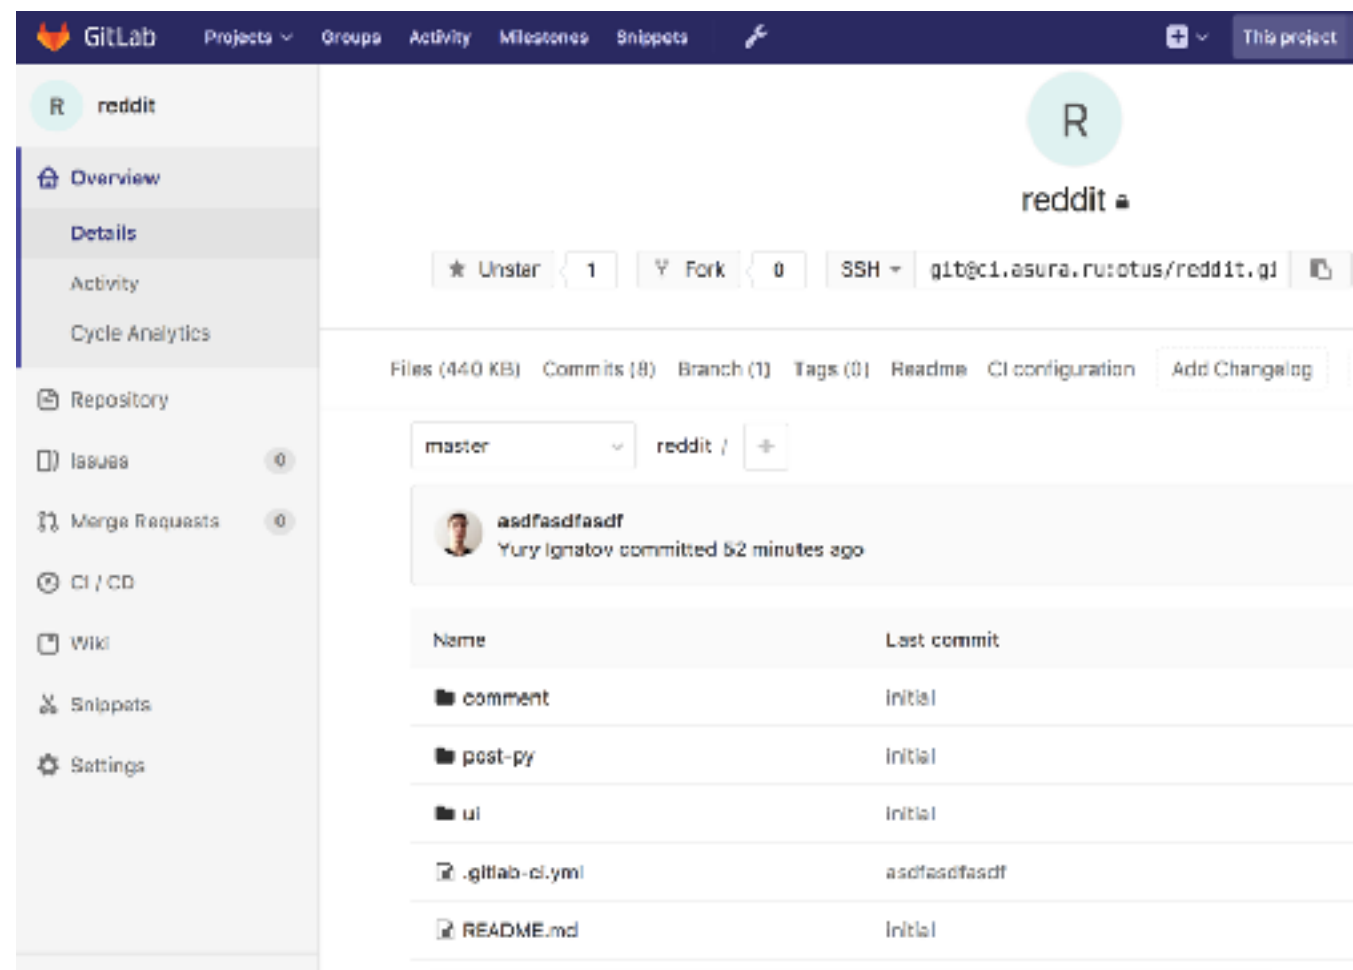 GitLab Projects Groups Activity Milestones Snippets This project
R reddit
R
Overview
reddit
Details
Unstar 1 Fork 0 SSH git@ci.asura.ru:otus/reddit.gi
Activity
Cycle Analytics
Files (440 KB) Commits (8) Branch (1) Tags (0) Readme CI configuration Add Changelog
Repository
master reddit / +
Issues 0
Merge Requests 0
asdfasdfasdf
Yury Ignatov committed 52 minutes ago
CI / CD
Wiki
Name Last commit
Snippets
comment initial
Settings
post-py initial
ui initial
.gitlab-ci.yml asdfasdfasdf
README.md initial